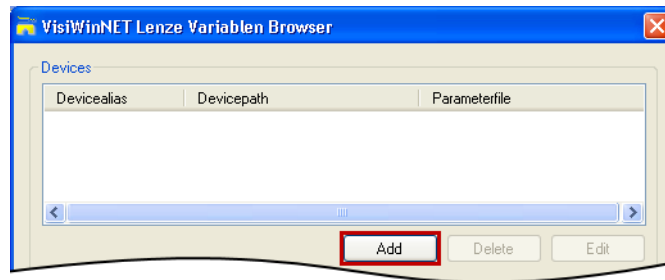 VisiWinNET Lenze Variablen Browser
Devices
Devicealias Devicepath Parameterfile
Add Delete Edit